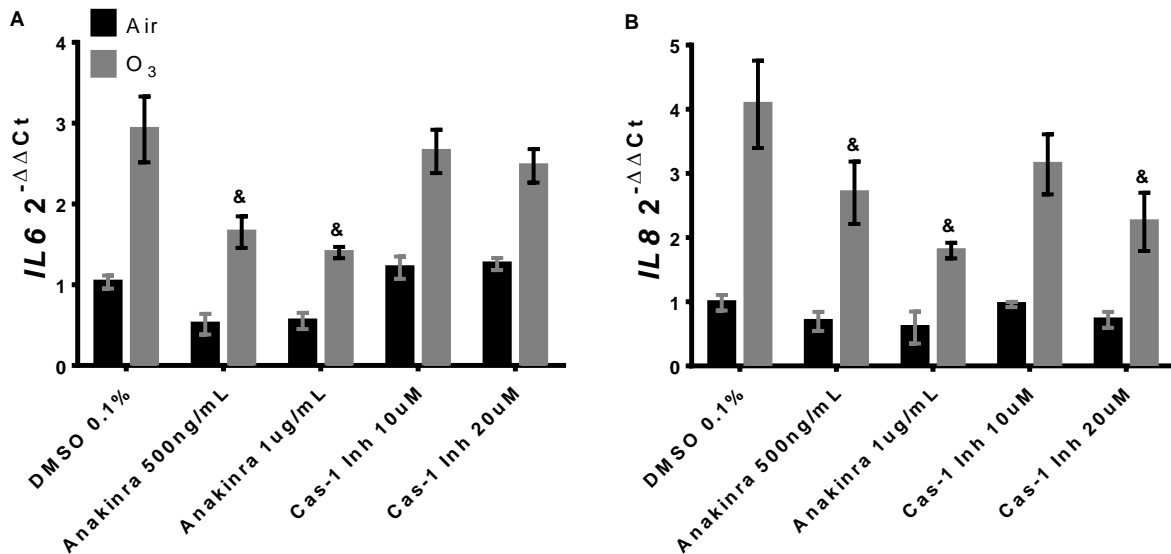 A
Air
O₃
IL6 2^-ΔΔCt
4
3
2
1
0
&
&
DMSO 0.1%
Anakinra 500ng/mL
Anakinra 1ug/mL
Cas-1 Inh 10uM
Cas-1 Inh 20uM
B
IL8 2^-ΔΔCt
5
4
3
2
1
0
&
&
&
DMSO 0.1%
Anakinra 500ng/mL
Anakinra 1ug/mL
Cas-1 Inh 10uM
Cas-1 Inh 20uM